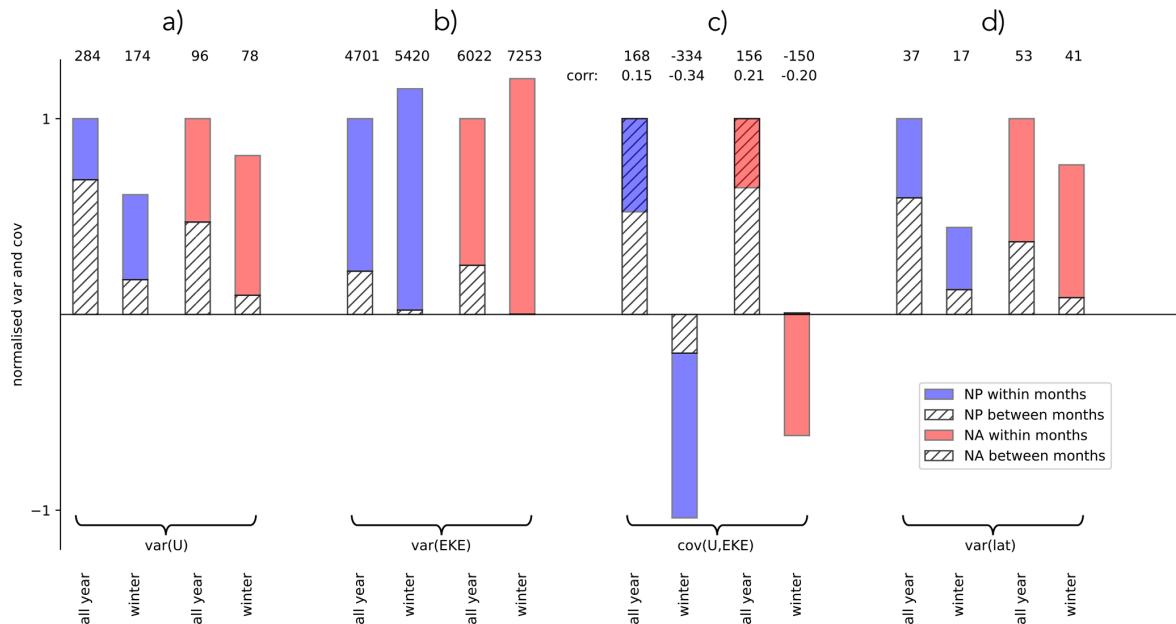 a) b) c) d)
284 174 96 78 4701 5420 6022 7253 168 -334 156 -150 37 17 53 41
corr: 0.15 -0.34 0.21 -0.20
1
normalised var and cov
NP within months
NP between months
NA within months
NA between months
−1
var(U) var(EKE) cov(U,EKE) var(lat)
all year winter all year winter all year winter all year winter all year winter all year winter all year winter all year winter